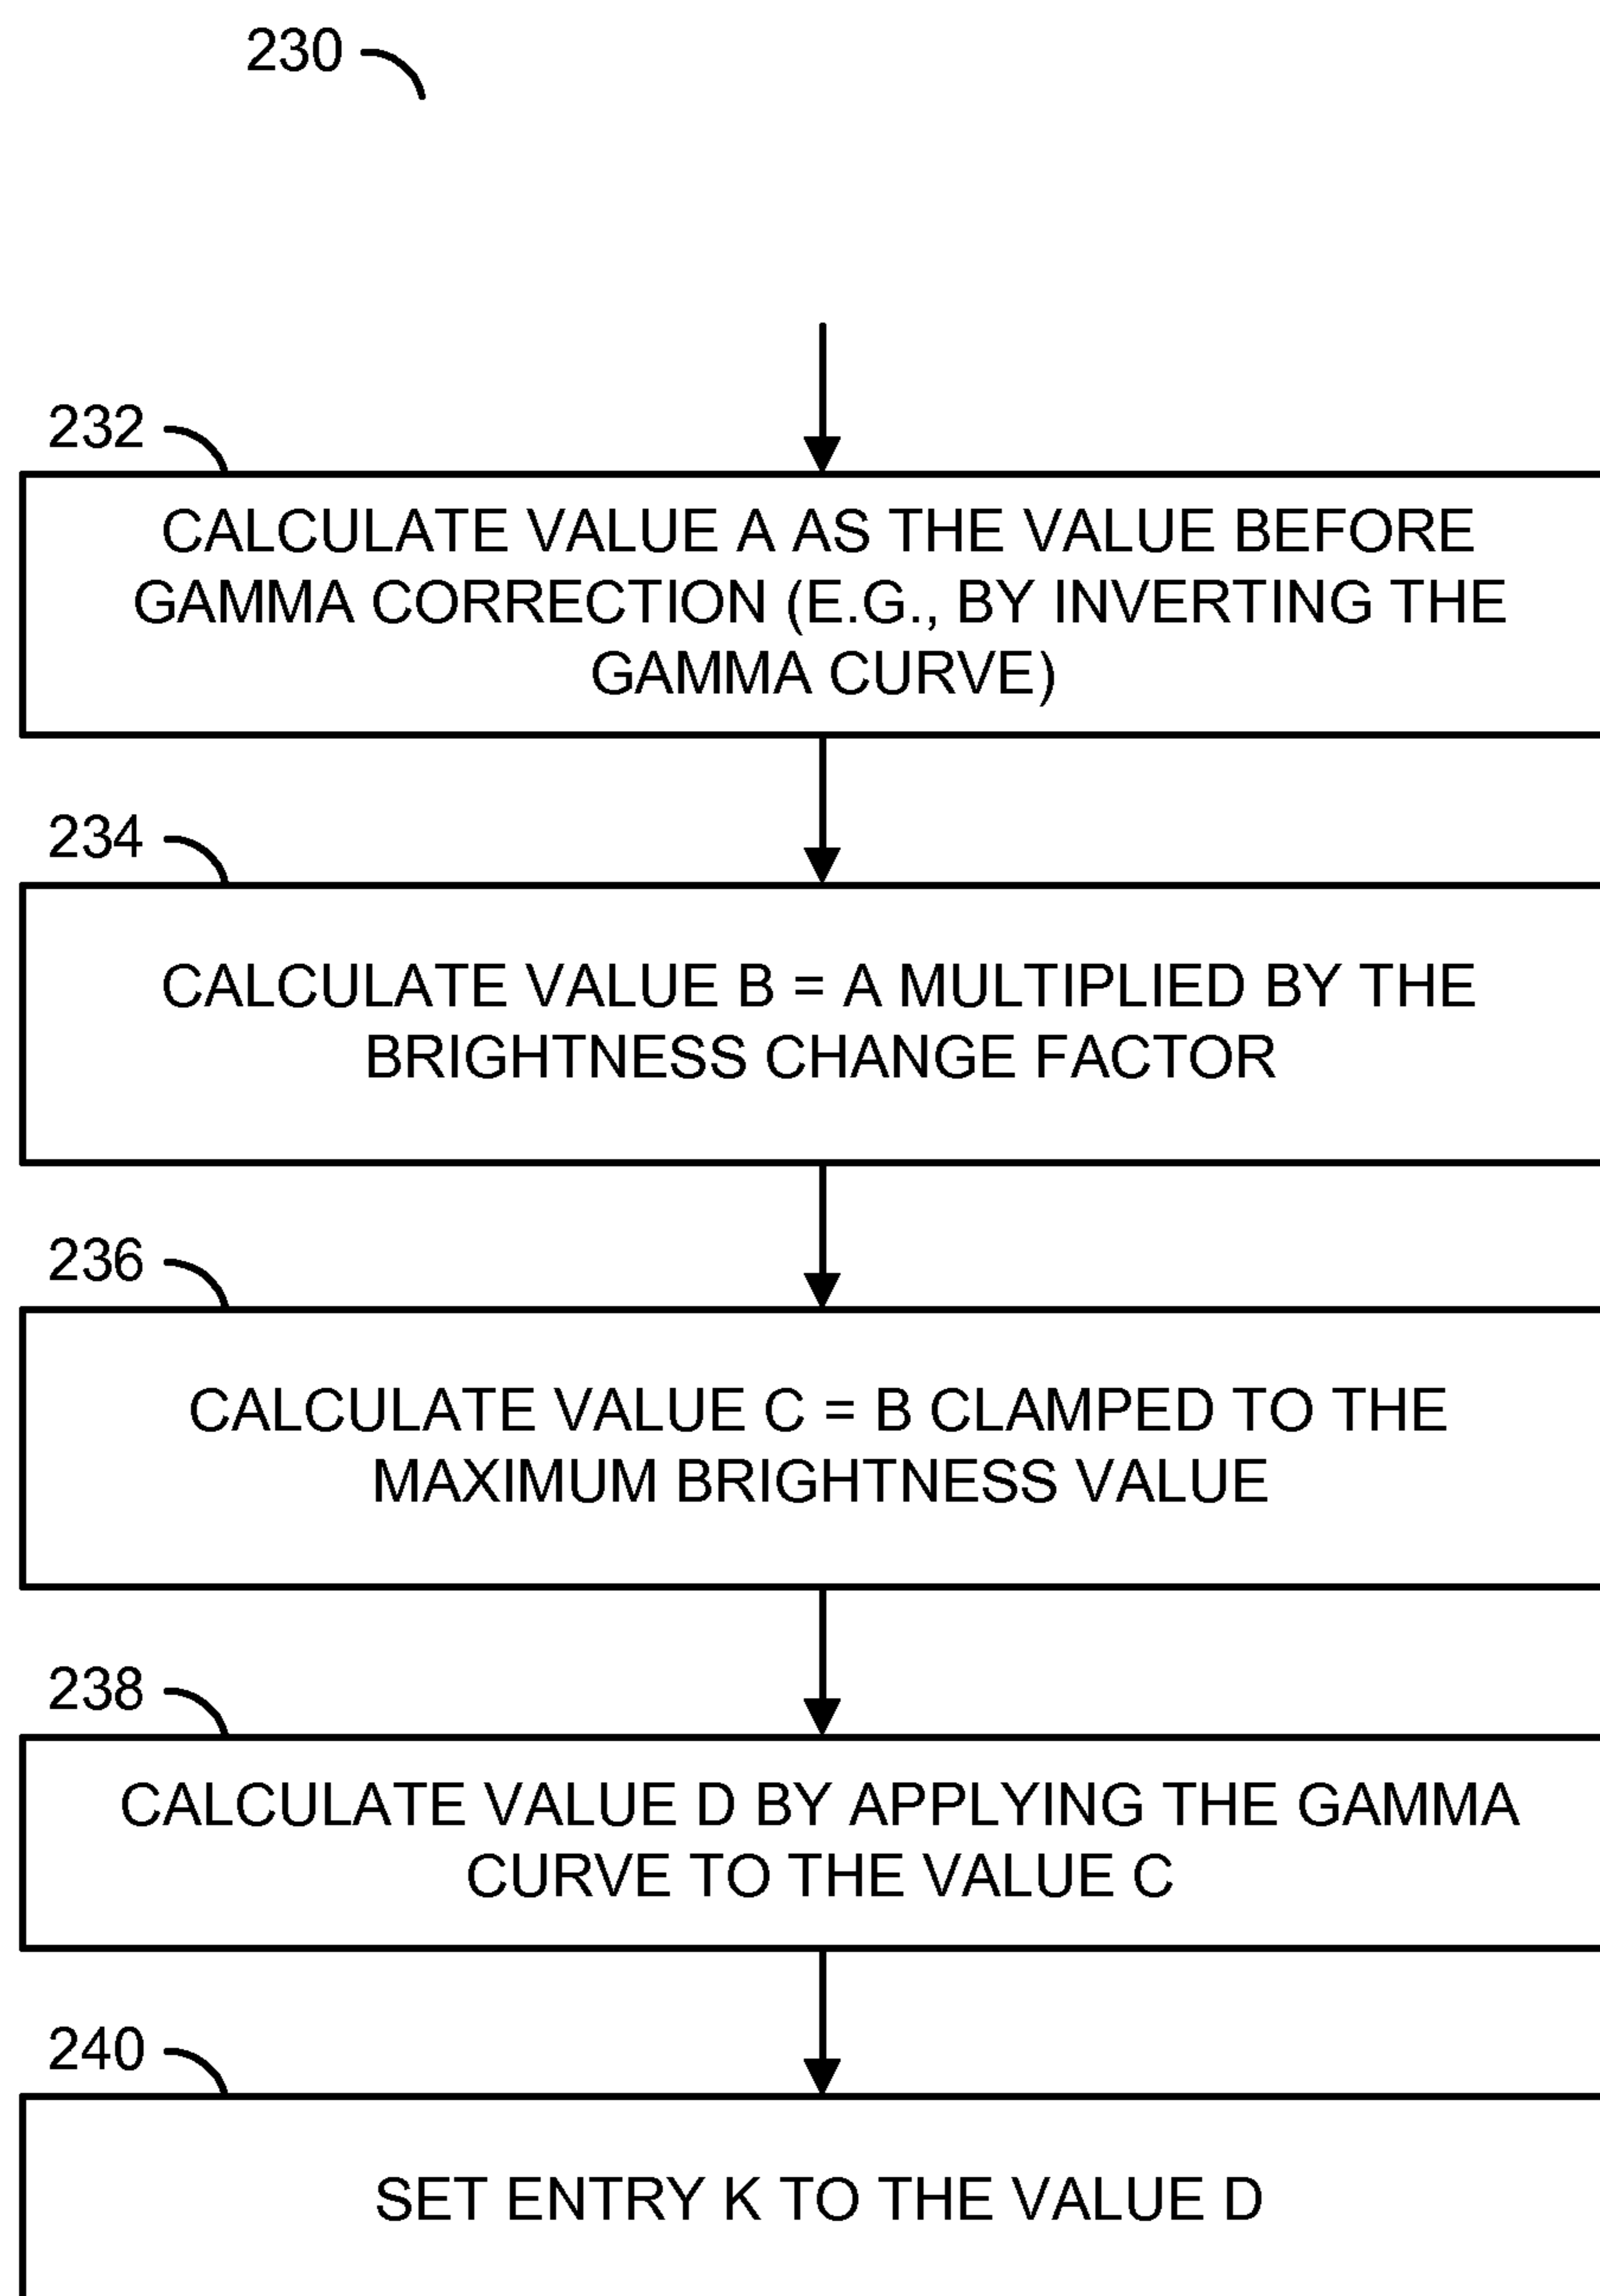 230
232
CALCULATE VALUE A AS THE VALUE BEFORE
GAMMA CORRECTION (E.G., BY INVERTING THE
GAMMA CURVE)
234
CALCULATE VALUE B = A MULTIPLIED BY THE
BRIGHTNESS CHANGE FACTOR
236
CALCULATE VALUE C = B CLAMPED TO THE
MAXIMUM BRIGHTNESS VALUE
238
CALCULATE VALUE D BY APPLYING THE GAMMA
CURVE TO THE VALUE C
240
SET ENTRY K TO THE VALUE D